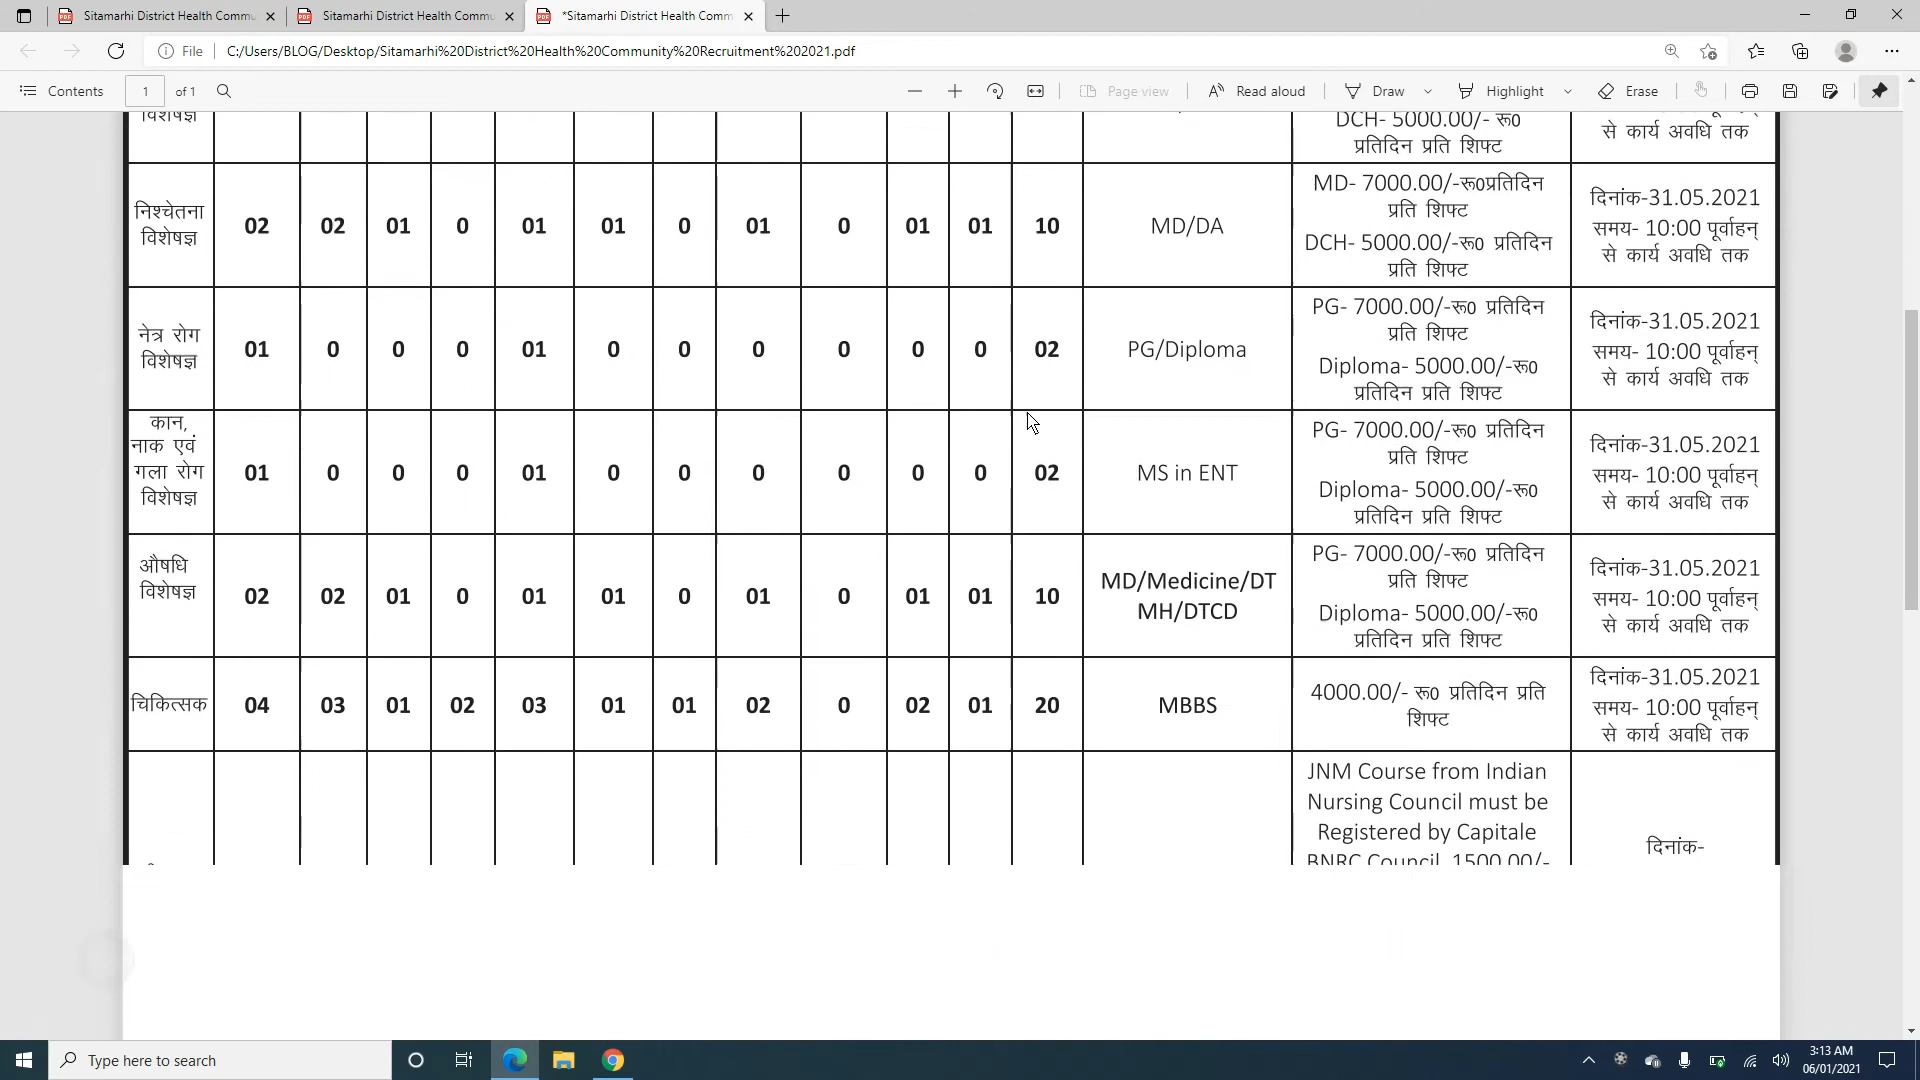 Sitamarhi District Health Commu
Sitamarhi District Health Commu
*Sitamarhi District Health Comm
File
C:/Users/BLOG/Desktop/Sitamarhi%20District%20Health%20Community%20Recruitment%202021.pdf
Contents
1
of 1
Page view
Read aloud
Draw
Highlight
Erase
विशेषज्ञ
DCH- 5000.00/- रू0
प्रतिदिन प्रति शिफ्ट
से कार्य अवधि तक
निश्चेतना
विशेषज्ञ
02 02 01 0 01 01 0 01 0 01 01 10
MD/DA
MD- 7000.00/-रू0प्रतिदिन
प्रति शिफ्ट
DCH- 5000.00/-रू0 प्रतिदिन
प्रति शिफ्ट
दिनांक-31.05.2021
समय- 10:00 पूर्वाहन्
से कार्य अवधि तक
नेत्र रोग
विशेषज्ञ
01 0 0 0 01 0 0 0 0 0 0 02
PG/Diploma
PG- 7000.00/-रू0 प्रतिदिन
प्रति शिफ्ट
Diploma- 5000.00/-रू0
प्रतिदिन प्रति शिफ्ट
दिनांक-31.05.2021
समय- 10:00 पूर्वाहन्
से कार्य अवधि तक
कान,
नाक एवं
गला रोग
विशेषज्ञ
01 0 0 0 01 0 0 0 0 0 0 02
MS in ENT
PG- 7000.00/-रू0 प्रतिदिन
प्रति शिफ्ट
Diploma- 5000.00/-रू0
प्रतिदिन प्रति शिफ्ट
दिनांक-31.05.2021
समय- 10:00 पूर्वाहन्
से कार्य अवधि तक
औषधि
विशेषज्ञ
02 02 01 0 01 01 0 01 0 01 01 10
MD/Medicine/DT
MH/DTCD
PG- 7000.00/-रू0 प्रतिदिन
प्रति शिफ्ट
Diploma- 5000.00/-रू0
प्रतिदिन प्रति शिफ्ट
दिनांक-31.05.2021
समय- 10:00 पूर्वाहन्
से कार्य अवधि तक
चिकित्सक
04 03 01 02 03 01 01 02 0 02 01 20
MBBS
4000.00/- रू0 प्रतिदिन प्रति
शिफ्ट
दिनांक-31.05.2021
समय- 10:00 पूर्वाहन्
से कार्य अवधि तक
JNM Course from Indian
Nursing Council must be
Registered by Capitale
BNRC Council. 1500.00/-
दिनांक-
Type here to search
3:13 AM
06/01/2021